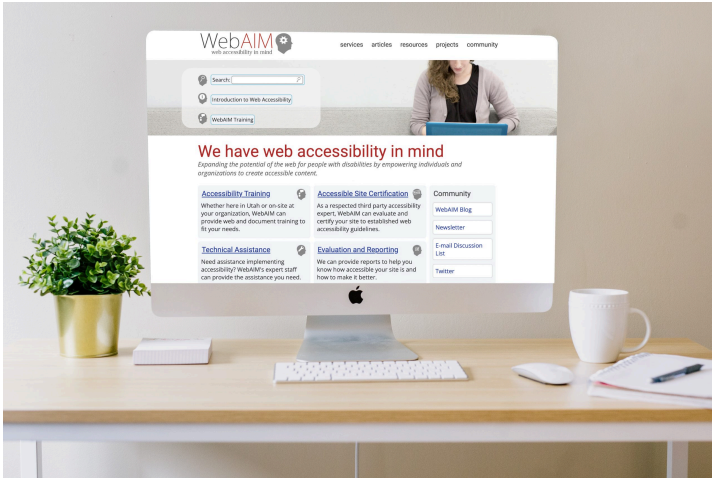 WebAIM
web accessibility in mind
services articles resources projects community
Search:
Introduction to Web Accessibility
WebAIM Training
We have web accessibility in mind
Expanding the potential of the web for people with disabilities by empowering individuals and
organizations to create accessible content.
Accessibility Training
Whether here in Utah or on-site at
your organization, WebAIM can
provide web and document training to
fit your needs.
Accessible Site Certification
As a respected third party accessibility
expert, WebAIM can evaluate and
certify your site to established web
accessibility guidelines.
Community
WebAIM Blog
Newsletter
E-mail Discussion
List
Twitter
Technical Assistance
Need assistance implementing
accessibility? WebAIM's expert staff
can provide the assistance you need.
Evaluation and Reporting
We can provide reports to help you
know how accessible your site is and
how to make it better.